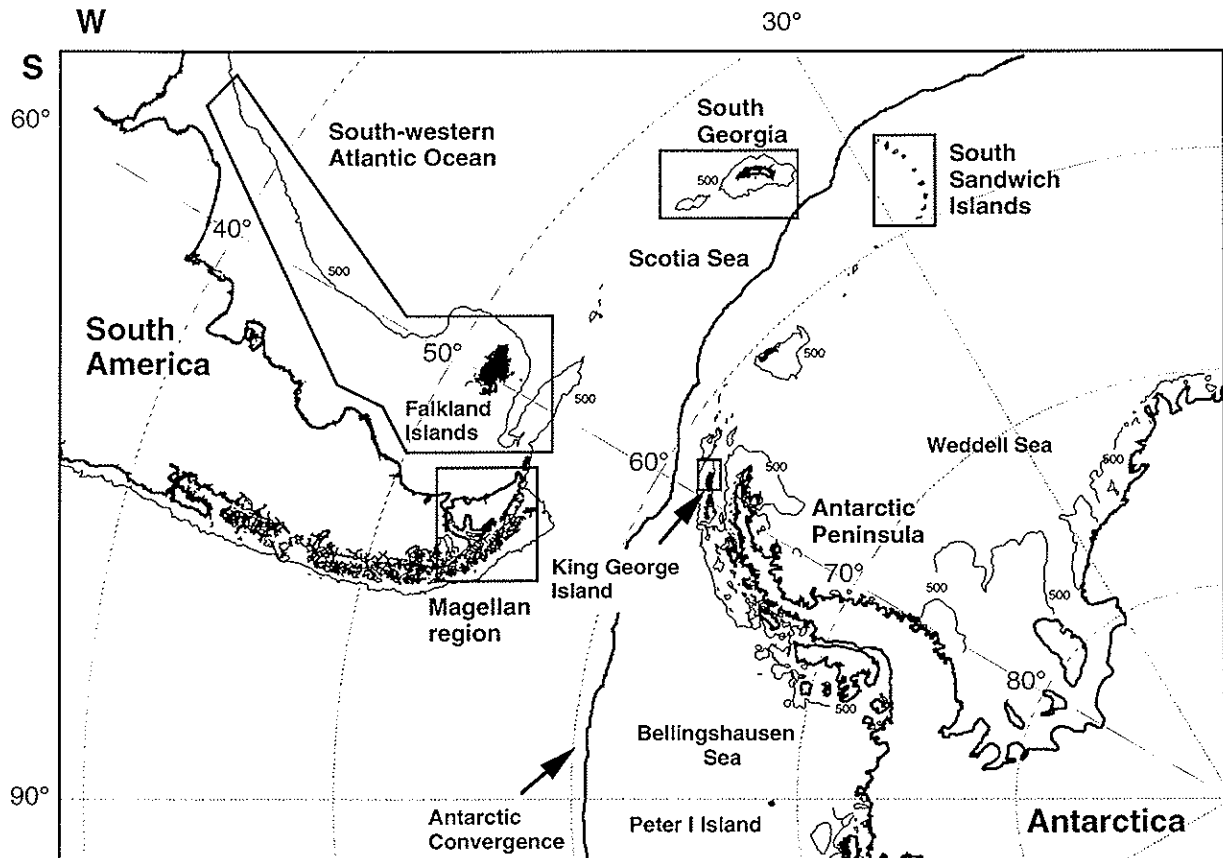 W
30°
S
60°
South-western
Atlantic Ocean
South
Georgia
500
South
Sandwich
Islands
40°
500
Scotia Sea
South
America
50°
500
500
Falkland
Islands
60°
500
Weddell Sea
500
Antarctic
Peninsula
King George
Island
70°
500
500
Magellan
region
80°
500
Bellingshausen
Sea
90°
Antarctic
Convergence
Peter I Island
Antarctica